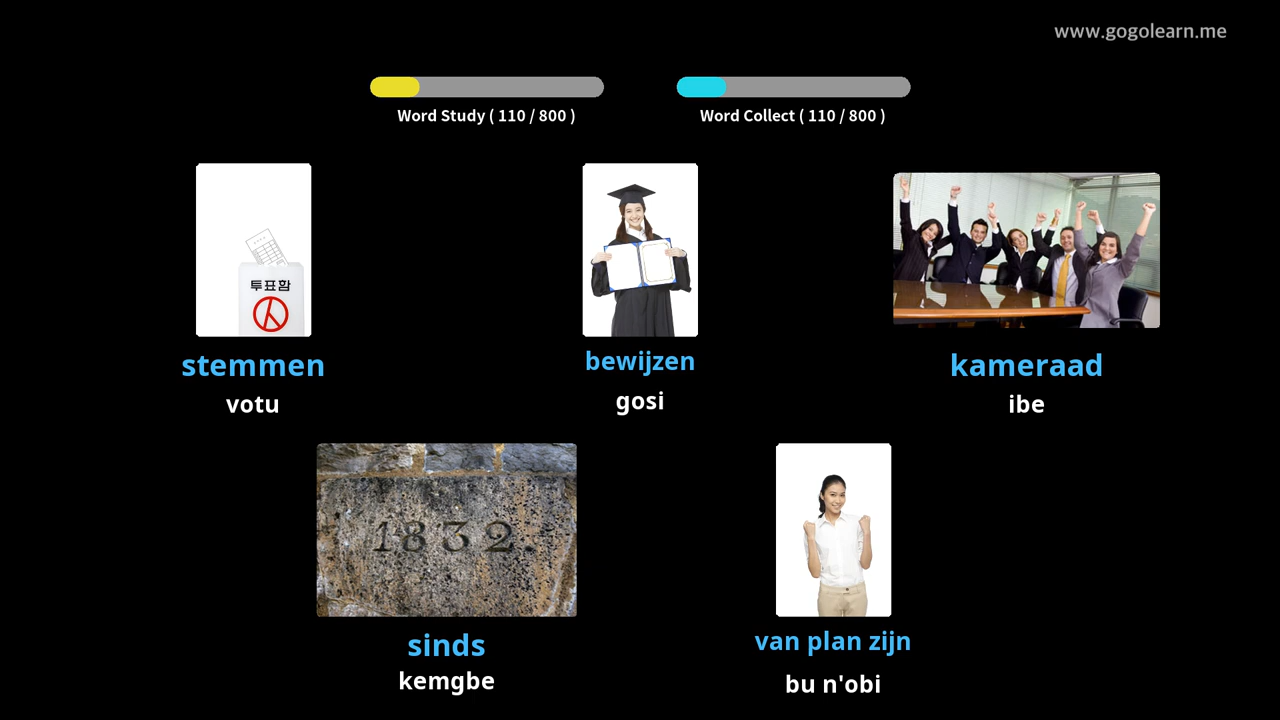 www.gogolearn.me
Word Study ( 110 / 800 )
Word Collect ( 110 / 800 )
투표함
stemmen
votu
bewijzen
gosi
kameraad
ibe
1832.
sinds
kemgbe
van plan zijn
bu n'obi